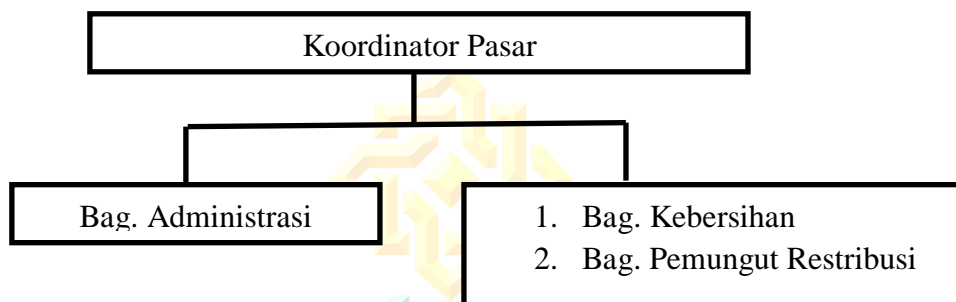 Koordinator Pasar
Bag. Administrasi
1. Bag. Kebersihan
2. Bag. Pemungut Restribusi